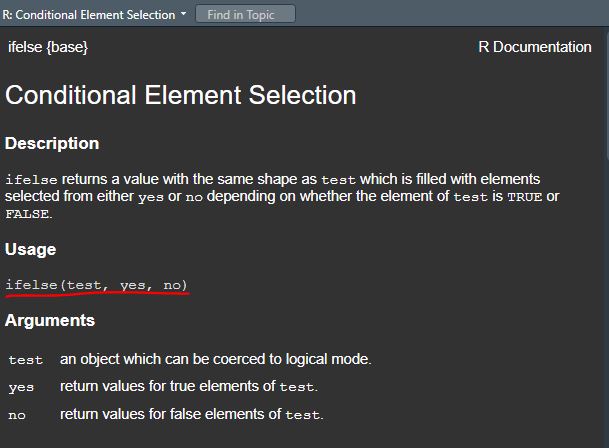 R: Conditional Element Selection
Find in Topic
ifelse {base}
R Documentation
Conditional Element Selection
Description
ifelse returns a value with the same shape as test which is filled with elements
selected from either yes or no depending on whether the element of test is TRUE or
FALSE.
Usage
ifelse(test, yes, no)
Arguments
test an object which can be coerced to logical mode.
yes return values for true elements of test.
no return values for false elements of test.